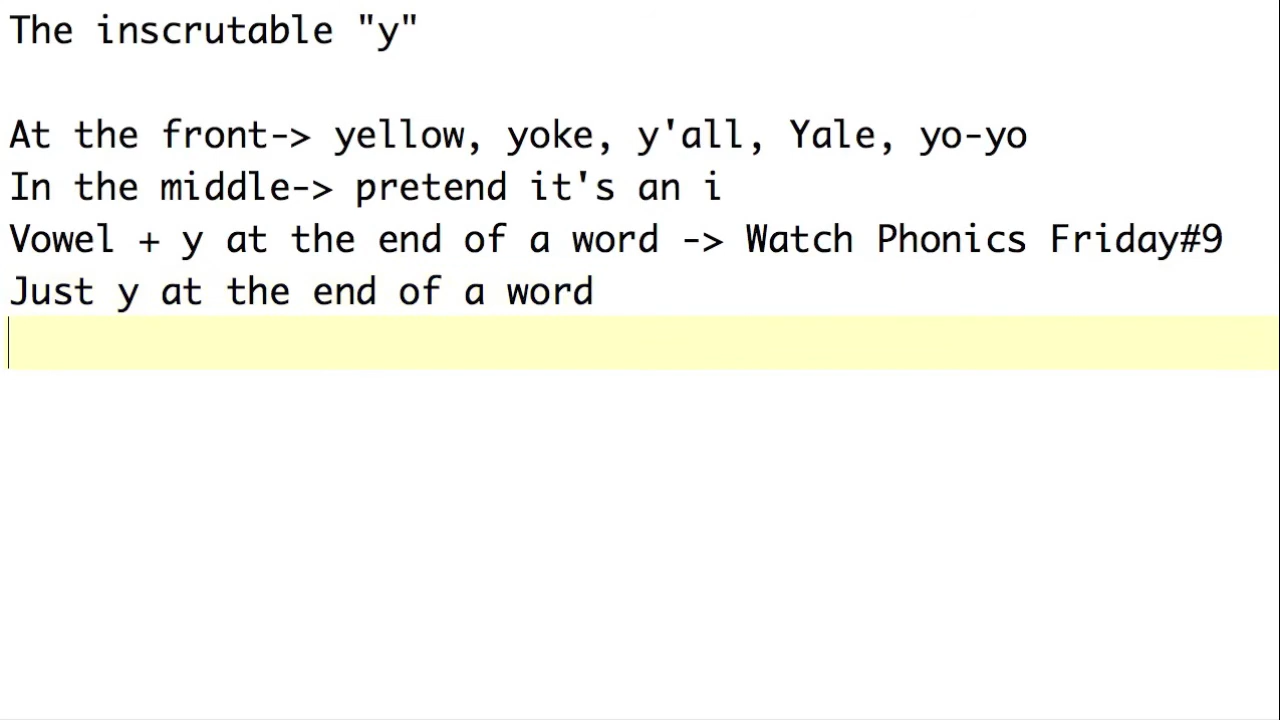 The inscrutable "y"
At the front-> yellow, yoke, y'all, Yale, yo-yo
In the middle-> pretend it's an i
Vowel + y at the end of a word -> Watch Phonics Friday#9
Just y at the end of a word